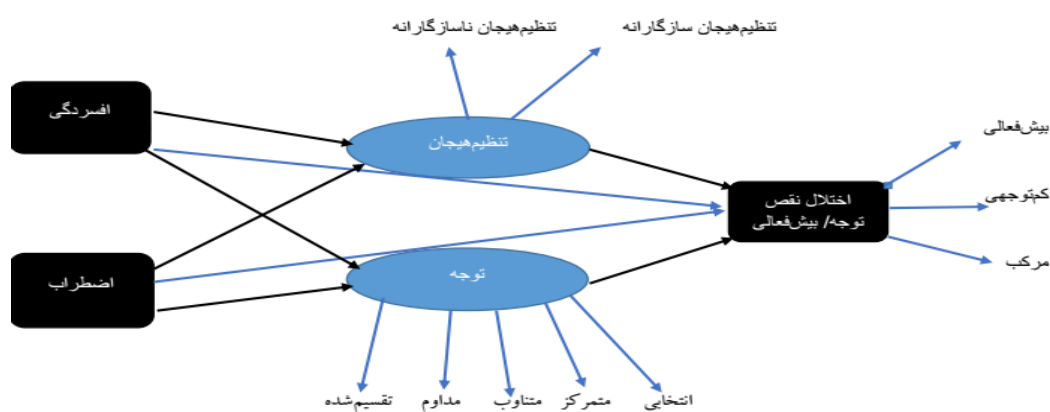 تنظیم‌هیجان سازگارانه
تنظیم‌هیجان ناسازگارانه
افسردگی
تنظیم‌هیجان
بیش‌فعالی
اختلال نقص
توجه/ بیش‌فعالی
کم‌توجهی
مرکب
اضطراب
توجه
انتخابی
متمرکز
متناوب
مداوم
تقسیم‌شده